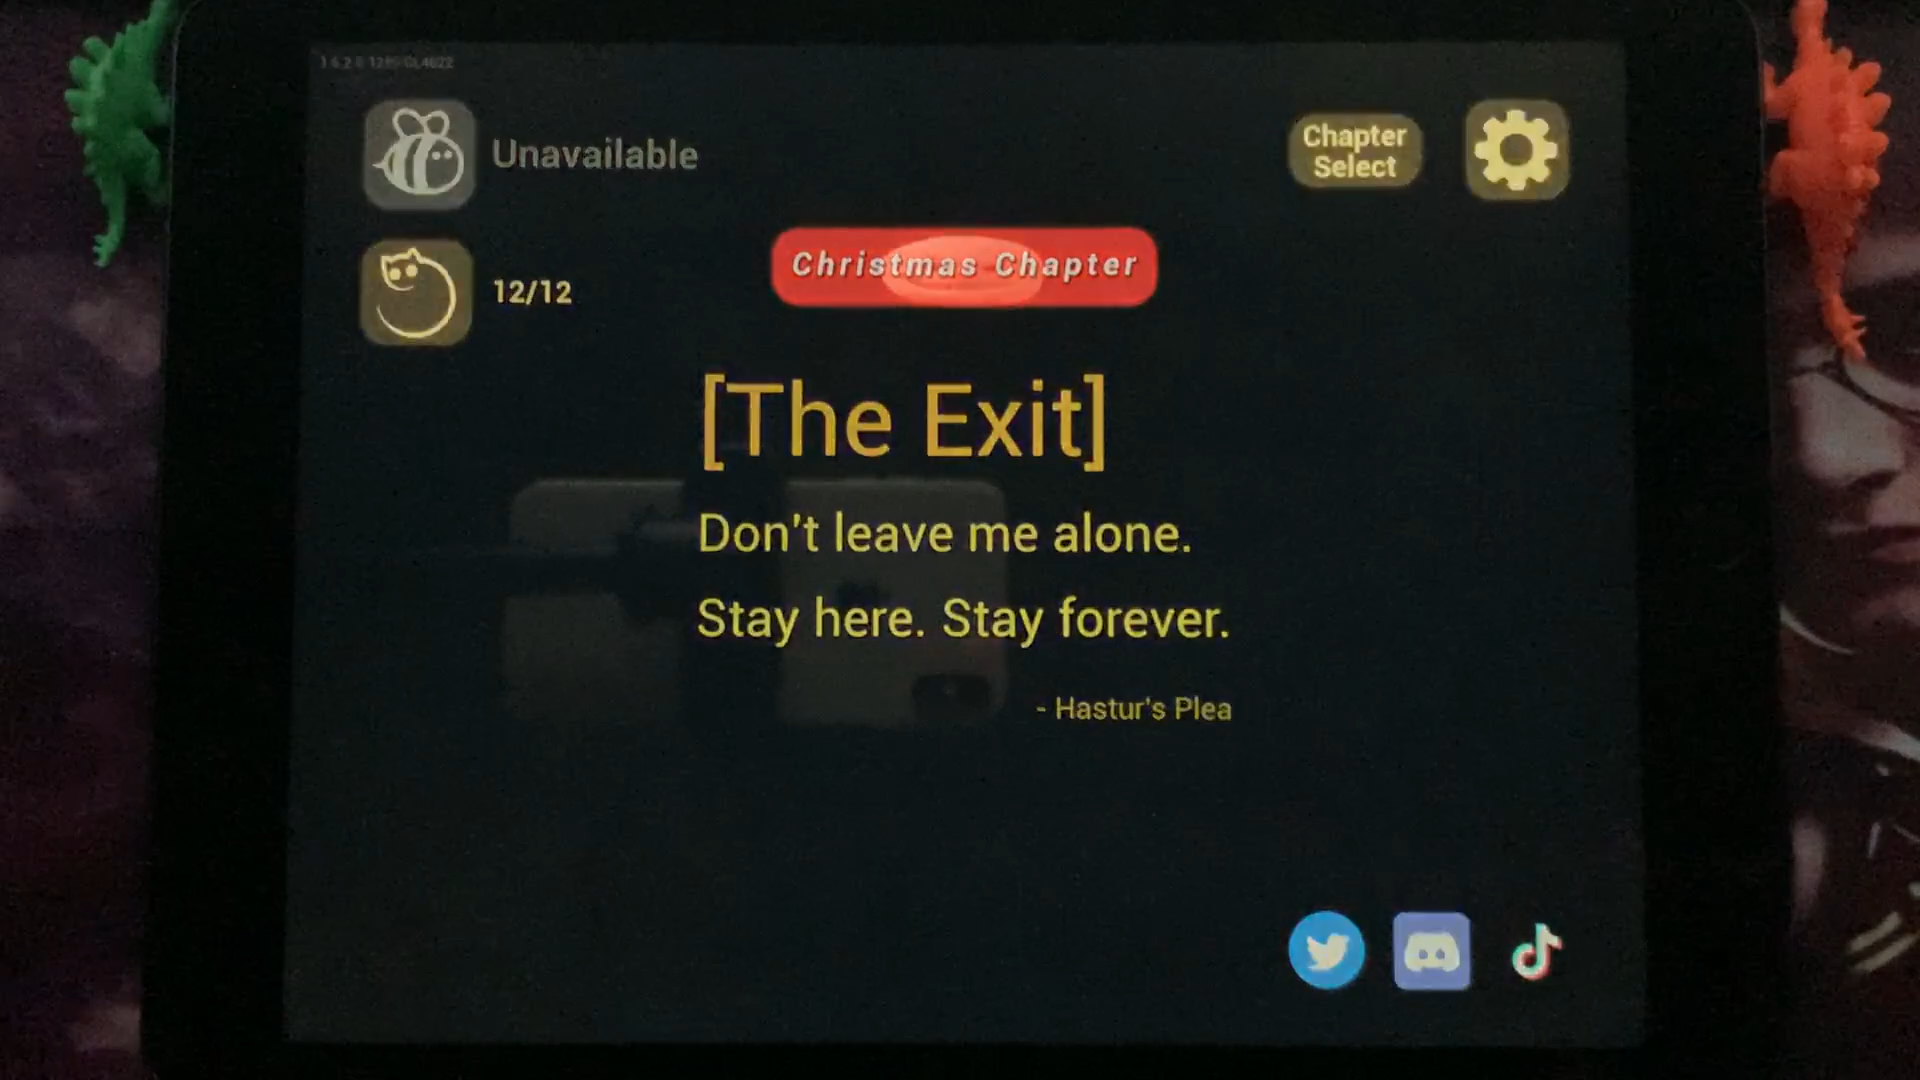 Unavailable
Chapter
Select
12/12
Christmas Chapter
[The Exit]
Don't leave me alone.
Stay here. Stay forever.
- Hastur's Plea